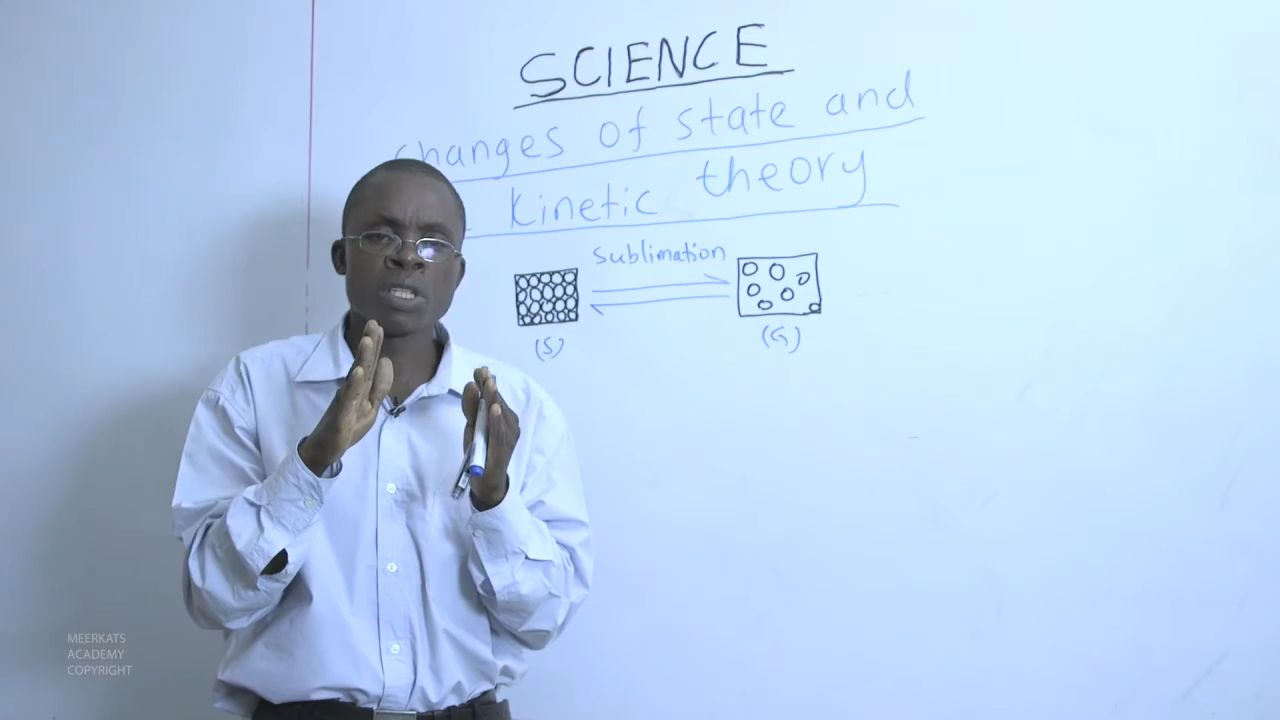 SCIENCE
changes of state and
kinetic theory
sublimation
(S)
(G)
MEERKATS
ACADEMY
COPYRIGHT